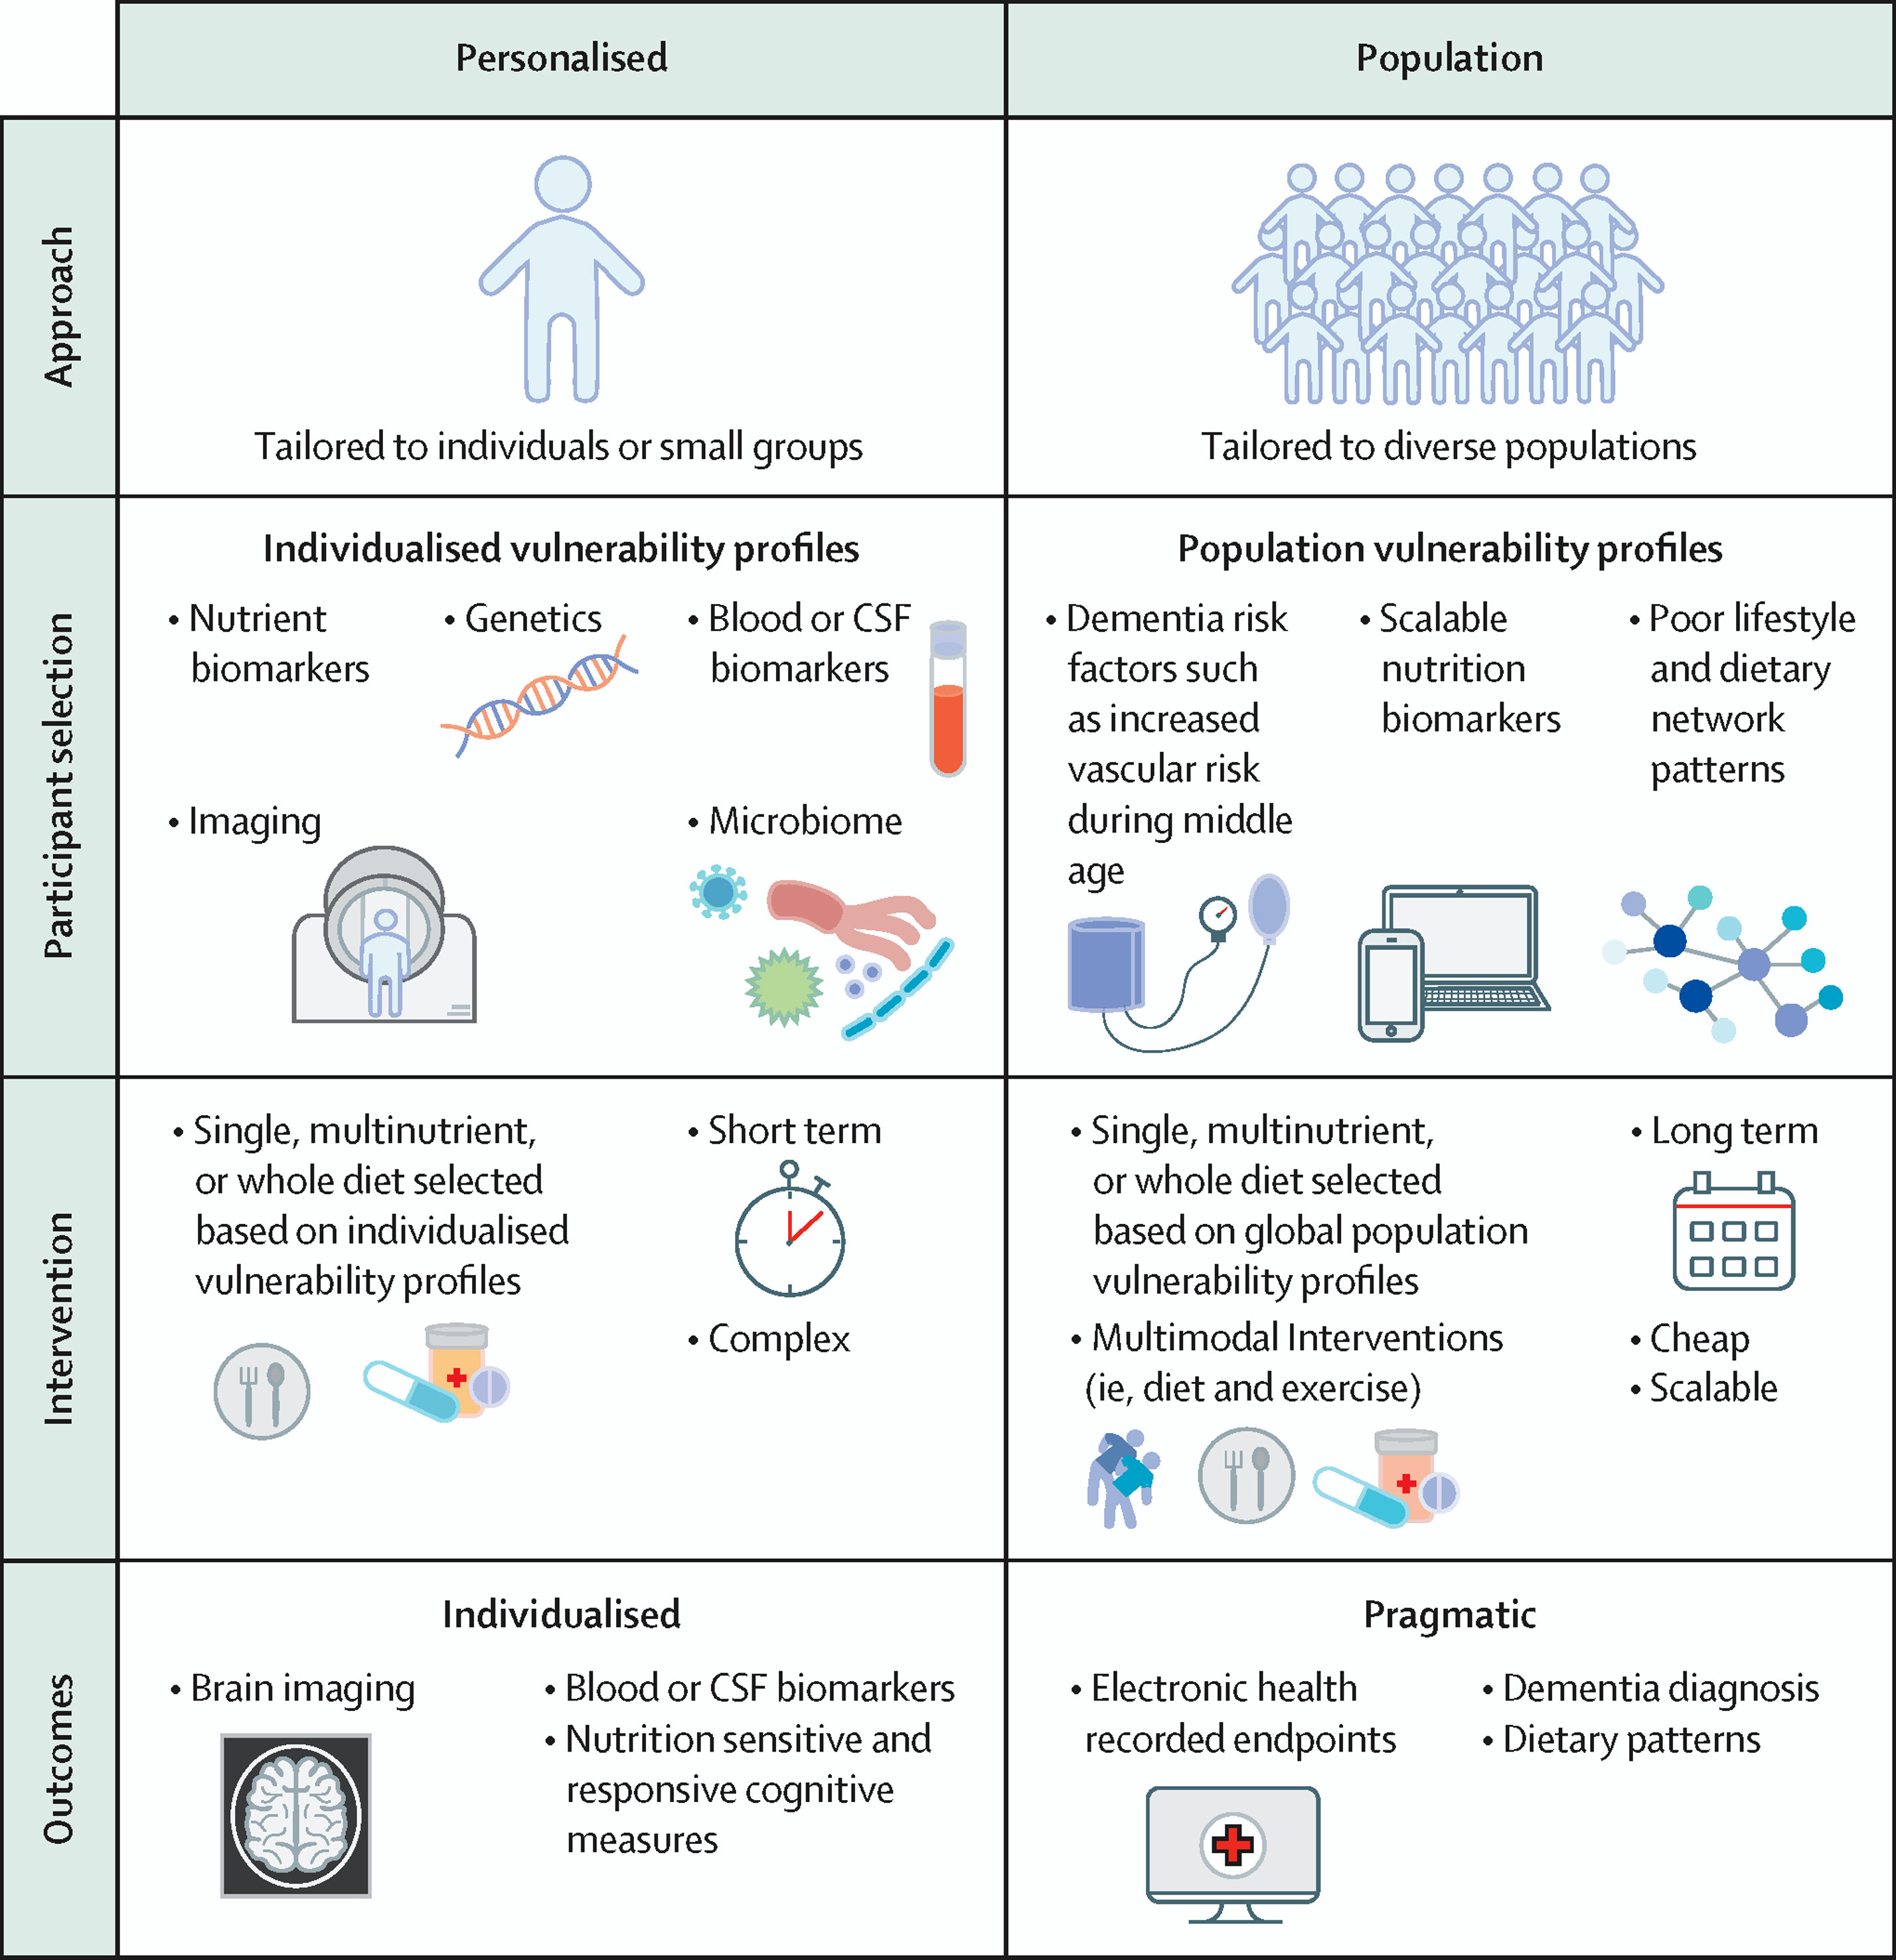 Personalised
Population
Approach
Tailored to individuals or small groups
Tailored to diverse populations
Participant selection
Individualised vulnerability profiles
• Nutrient
biomarkers
• Genetics
• Blood or CSF
biomarkers
• Imaging
• Microbiome
Population vulnerability profiles
• Dementia risk
factors such
as increased
vascular risk
during middle
age
• Scalable
nutrition
biomarkers
• Poor lifestyle
and dietary
network
patterns
Intervention
• Single, multinutrient,
or whole diet selected
based on individualised
vulnerability profiles
• Short term
• Complex
• Single, multinutrient,
or whole diet selected
based on global population
vulnerability profiles
• Multimodal Interventions
(ie, diet and exercise)
• Long term
• Cheap
• Scalable
Outcomes
Individualised
• Brain imaging
• Blood or CSF biomarkers
• Nutrition sensitive and
responsive cognitive
measures
Pragmatic
• Electronic health
recorded endpoints
• Dementia diagnosis
• Dietary patterns